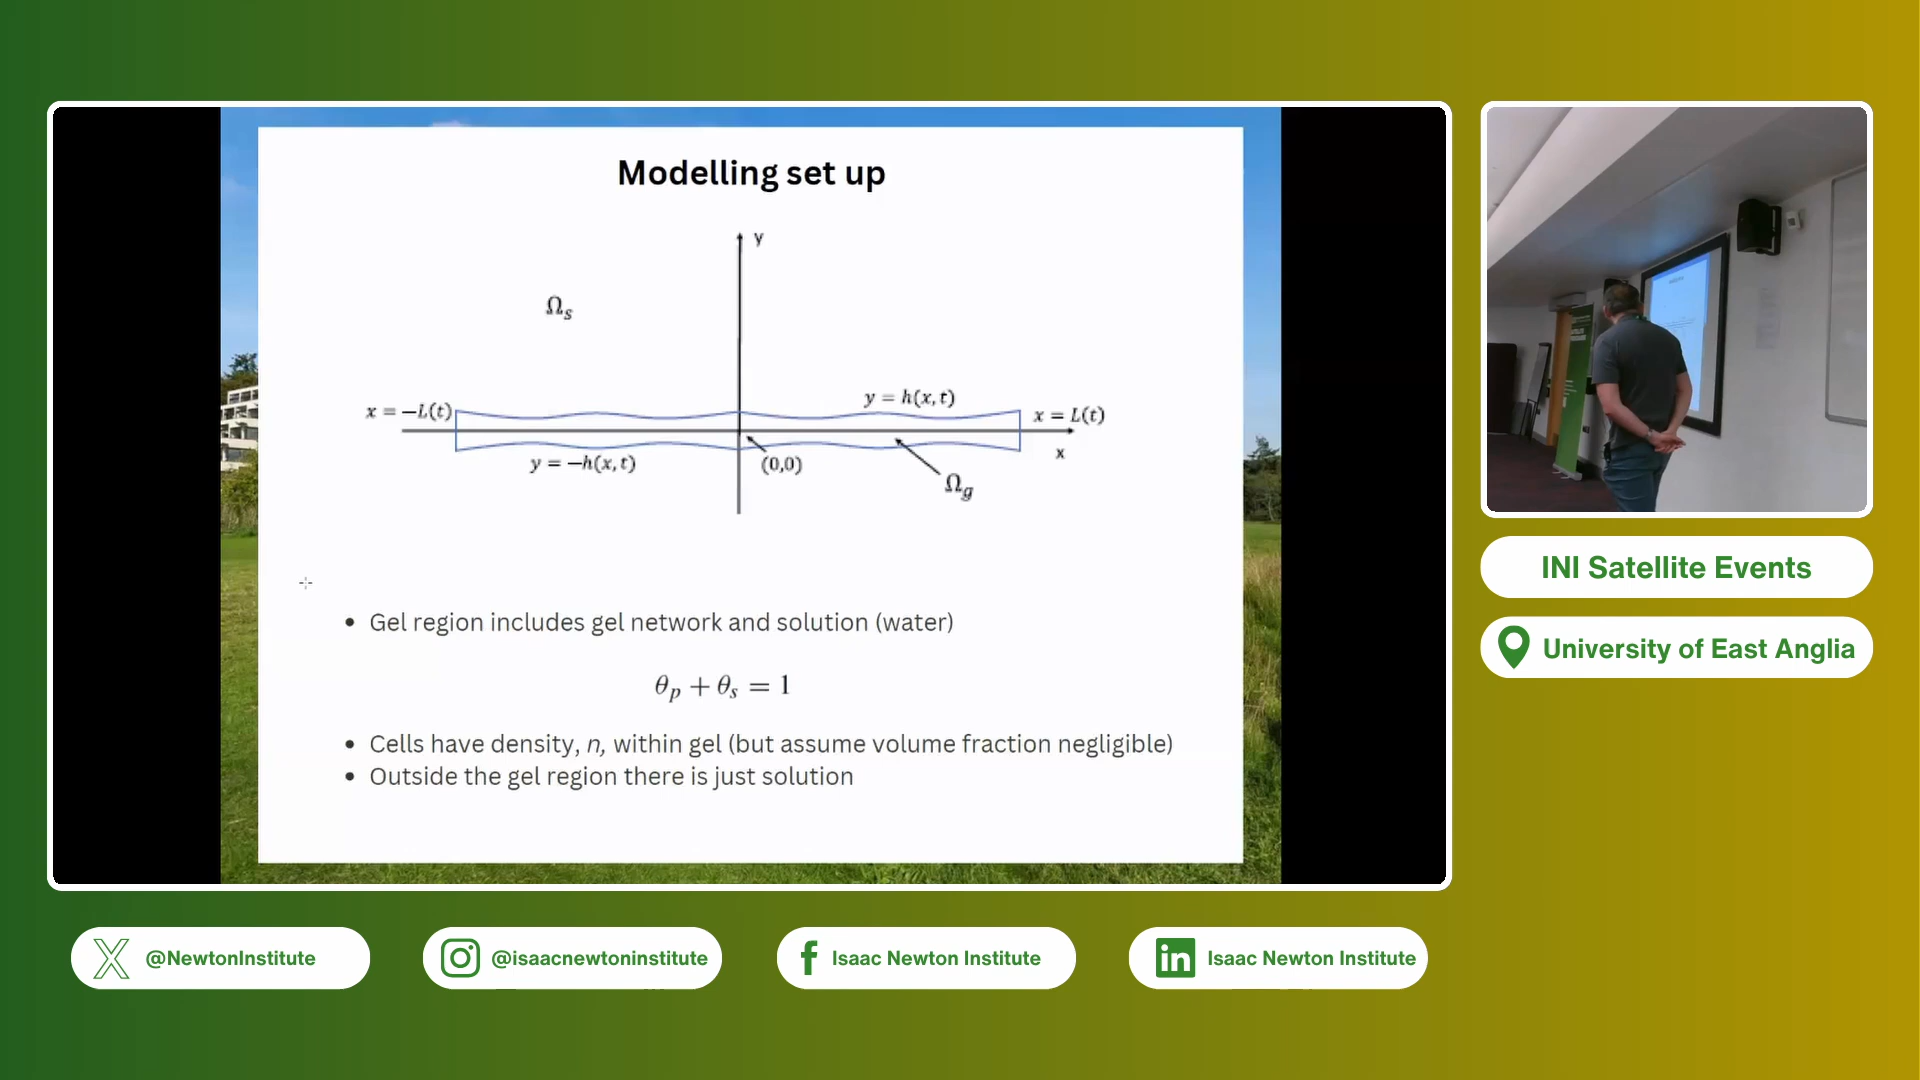 Modelling set up
y
Ωₛ
y = h(x, t)
x = −L(t)
x = L(t)
x
y = −h(x, t)
(0,0)
Ω_g
• Gel region includes gel network and solution (water)
θₚ + θₛ = 1
• Cells have density, n, within gel (but assume volume fraction negligible)
• Outside the gel region there is just solution
INI Satellite Events
University of East Anglia
@NewtonInstitute
@isaacnewtoninstitute
Isaac Newton Institute
Isaac Newton Institute